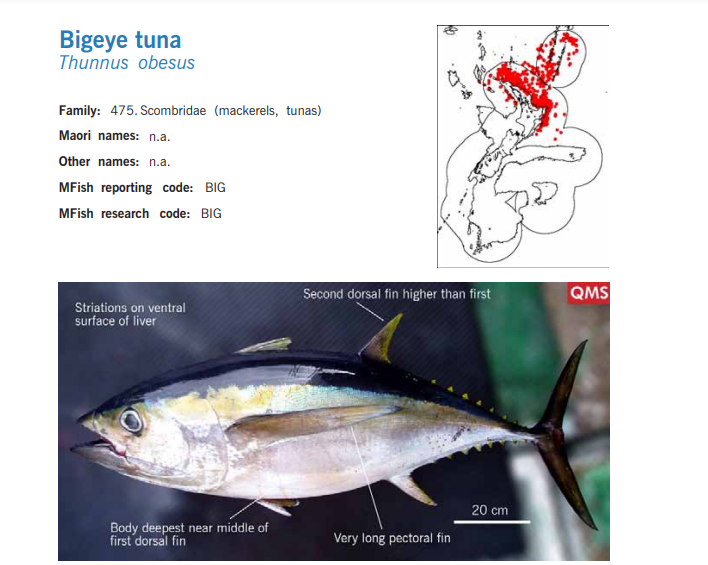 Bigeye tuna
Thunnus obesus
Family: 475. Scombridae (mackerels, tunas)
Maori names: n.a.
Other names: n.a.
MFish reporting code: BIG
MFish research code: BIG
QMS
Second dorsal fin higher than first
Striations on ventral
surface of liver
20 cm
Body deepest near middle of
first dorsal fin
Very long pectoral fin